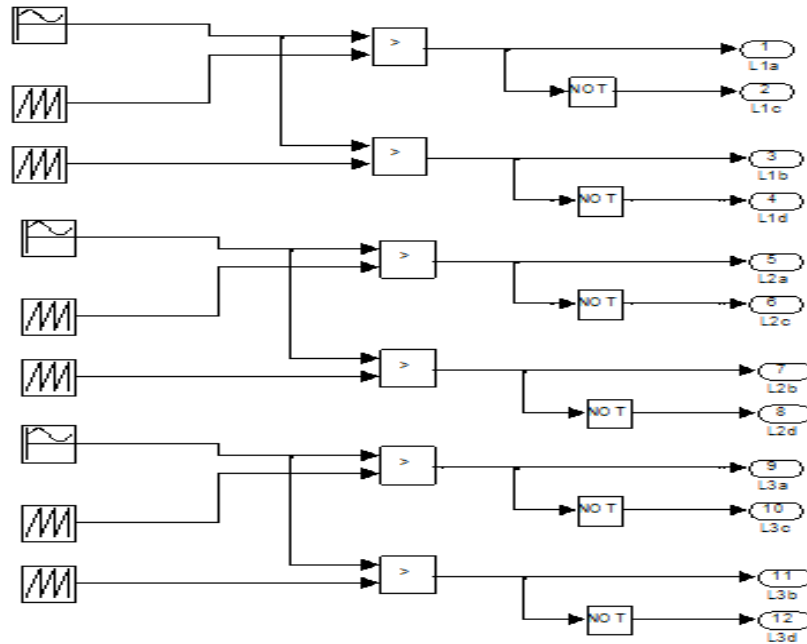 >
1
L1a
NOT
2
L1c
>
3
L1b
NOT
4
L1d
>
5
L2a
NOT
6
L2c
>
7
L2b
NOT
8
L2d
>
9
L3a
NOT
10
L3c
>
11
L3b
NOT
12
L3d